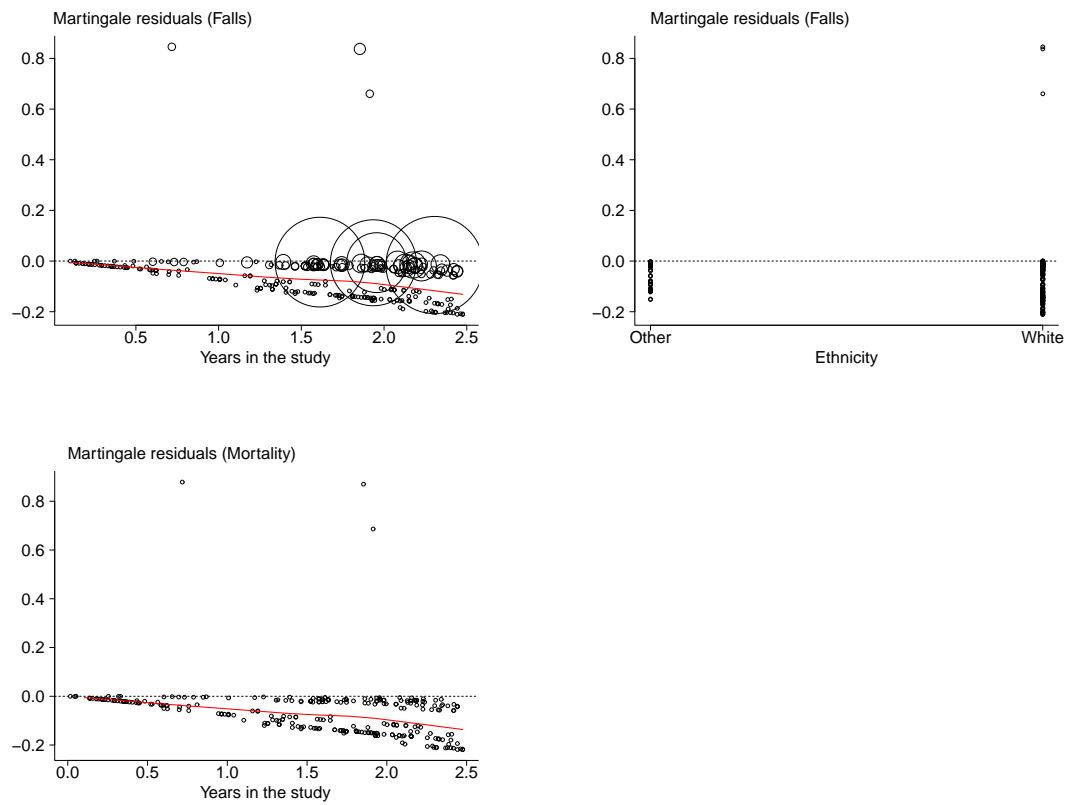 Martingale residuals (Falls)
0.8
0.6
0.4
0.2
0.0
−0.2
0.5 1.0 1.5 2.0 2.5
Years in the study
Martingale residuals (Falls)
0.8
0.6
0.4
0.2
0.0
−0.2
Other White
Ethnicity
Martingale residuals (Mortality)
0.8
0.6
0.4
0.2
0.0
−0.2
0.0 0.5 1.0 1.5 2.0 2.5
Years in the study